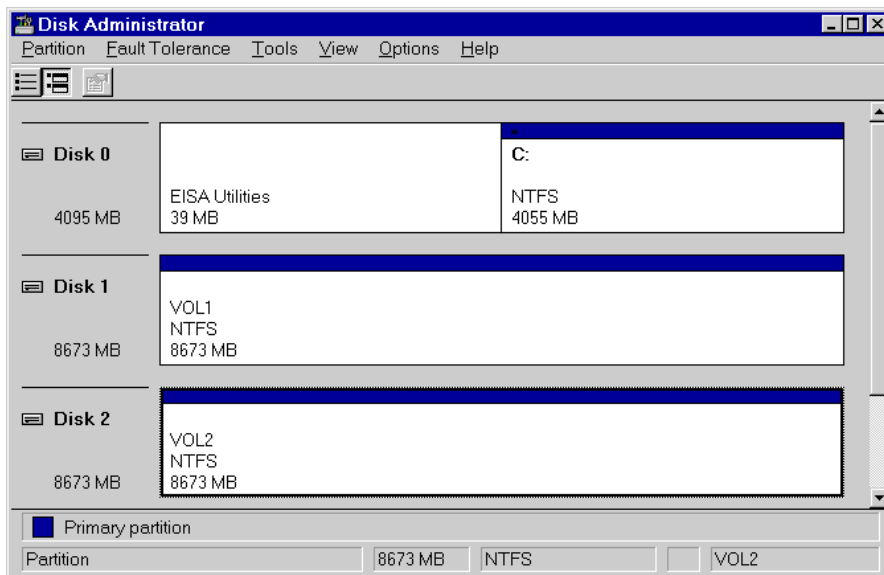 Disk Administrator
Partition Fault Tolerance Tools View Options Help
Disk 0
4095 MB
EISA Utilities
39 MB
C:
NTFS
4055 MB
Disk 1
8673 MB
VOL1
NTFS
8673 MB
Disk 2
8673 MB
VOL2
NTFS
8673 MB
Primary partition
Partition 8673 MB NTFS VOL2